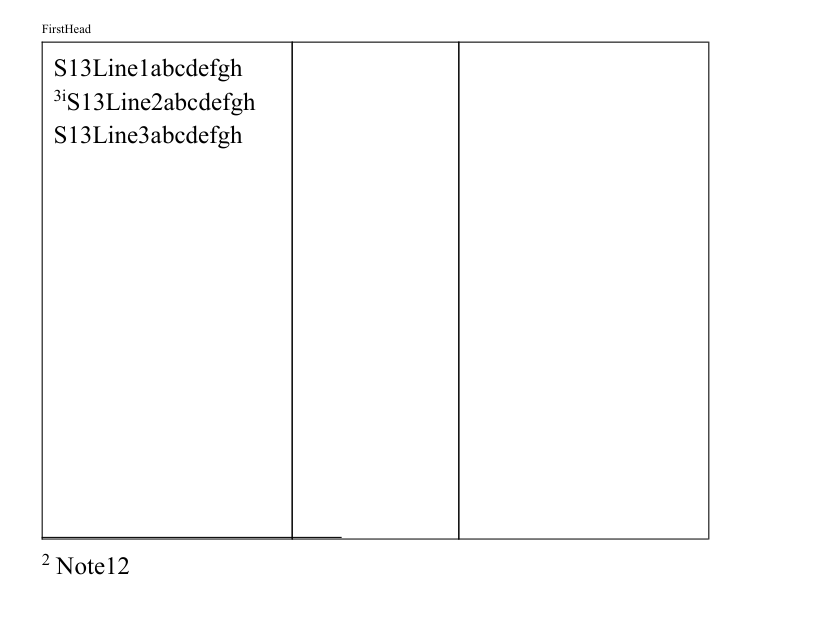 FirstHead
S13Line1abcdefgh
3iS13Line2abcdefgh
S13Line3abcdefgh
2 Note12